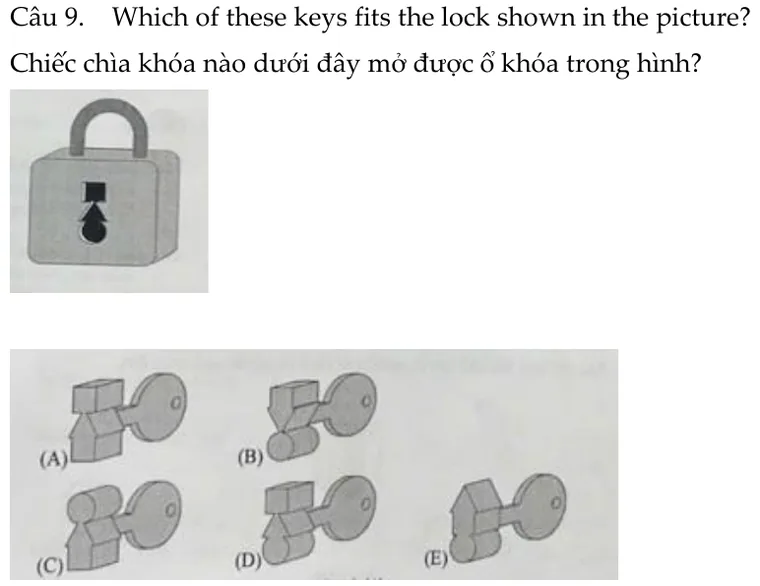 Câu 9. Which of these keys fits the lock shown in the picture?
Chiếc chìa khóa nào dưới đây mở được ổ khóa trong hình?
(A)
(B)
(C)
(D)
(E)